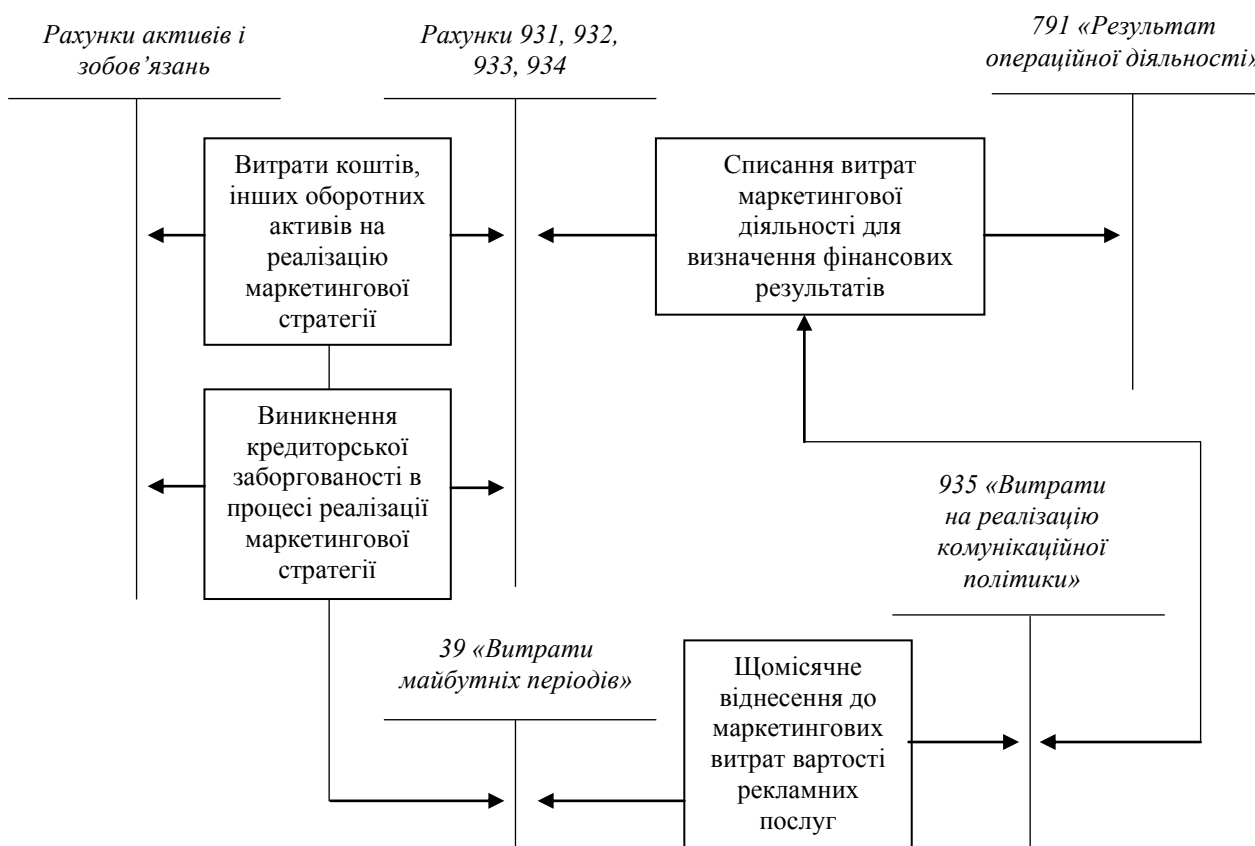 Рахунки активів і
зобов’язань
Рахунки 931, 932,
933, 934
791 «Результат
операційної діяльності»
Витрати коштів,
інших оборотних
активів на
реалізацію
маркетингової
стратегії
Списання витрат
маркетингової
діяльності для
визначення фінансових
результатів
Виникнення
кредиторської
заборгованості в
процесі реалізації
маркетингової
стратегії
935 «Витрати
на реалізацію
комунікаційної
політики»
39 «Витрати
майбутніх періодів»
Щомісячне
віднесення до
маркетингових
витрат вартості
рекламних
послуг